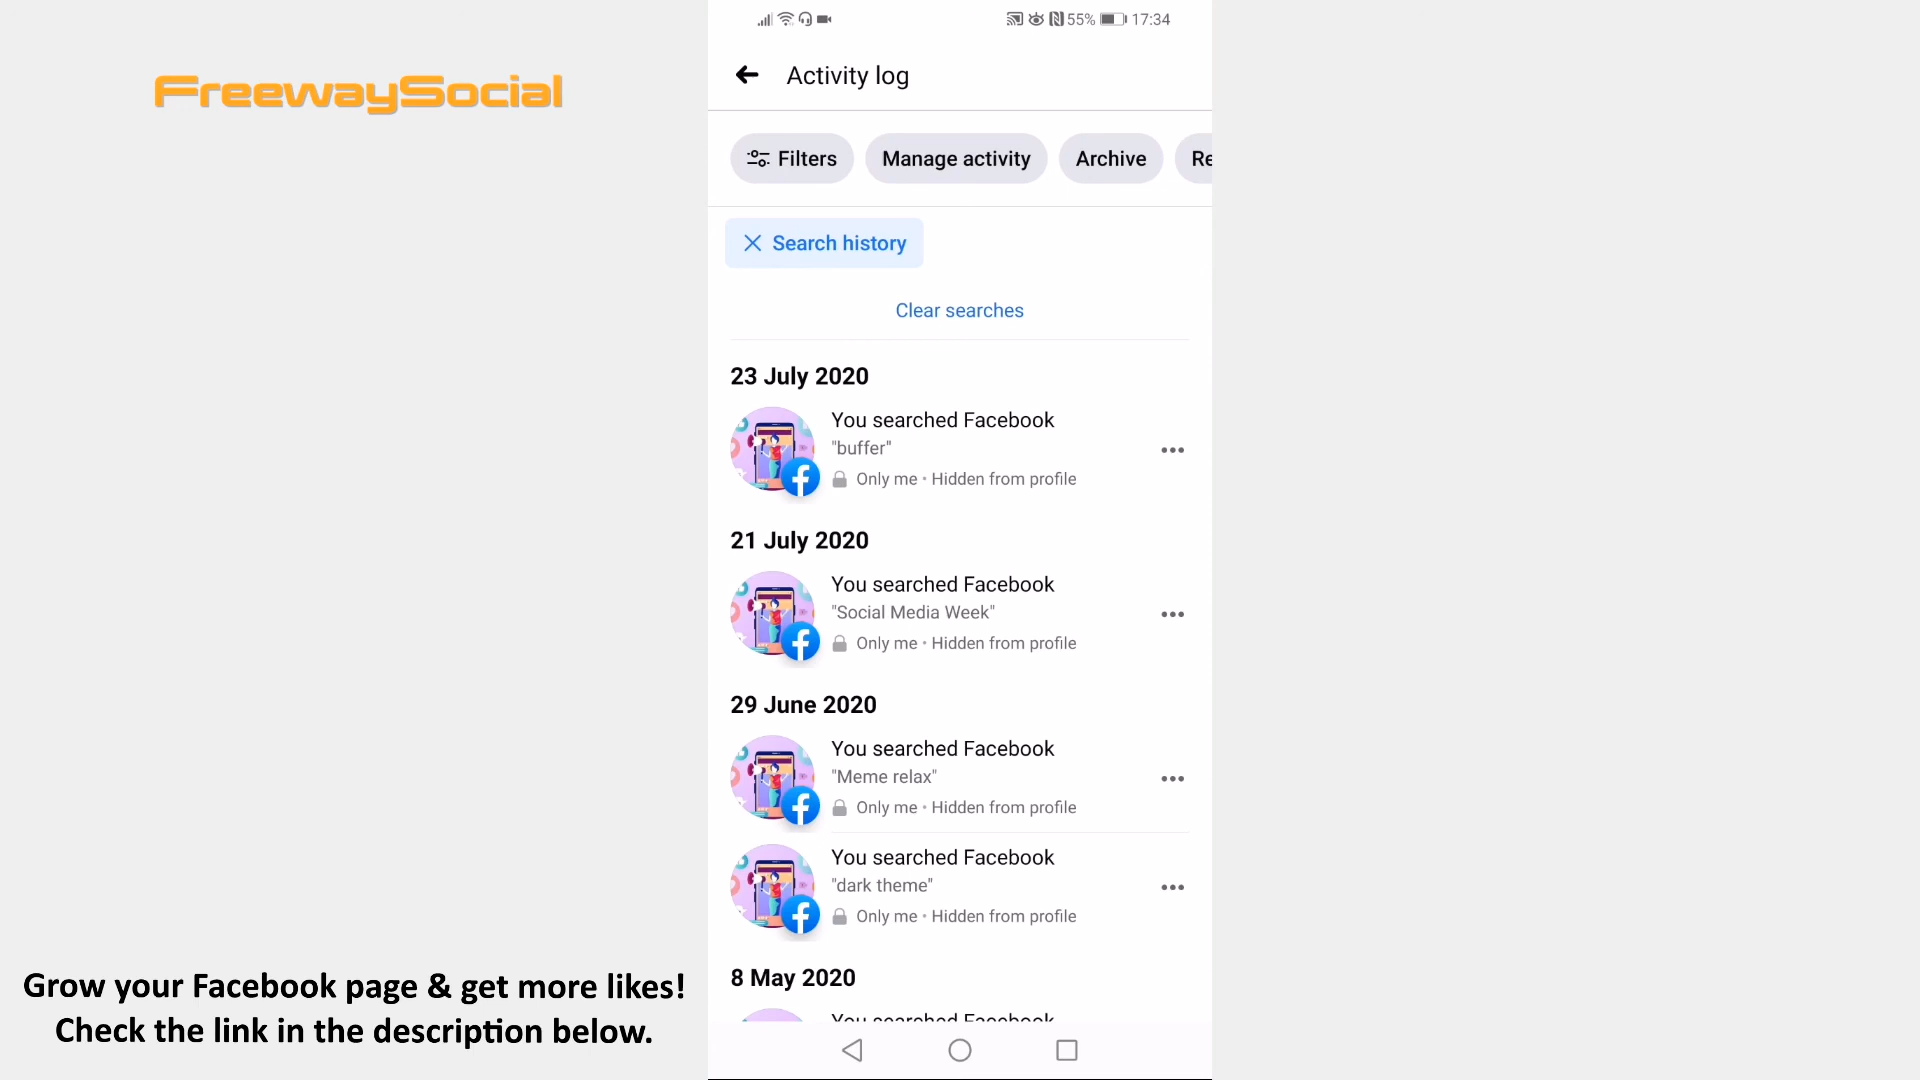 FreewaySocial
55% 17:34
Activity log
Filters Manage activity Archive Re
Search history
Clear searches
23 July 2020
You searched Facebook
"buffer"
Only me • Hidden from profile
21 July 2020
You searched Facebook
"Social Media Week"
Only me • Hidden from profile
29 June 2020
You searched Facebook
"Meme relax"
Only me • Hidden from profile
You searched Facebook
"dark theme"
Only me • Hidden from profile
8 May 2020
You searched Facebook
Grow your Facebook page & get more likes!
Check the link in the description below.